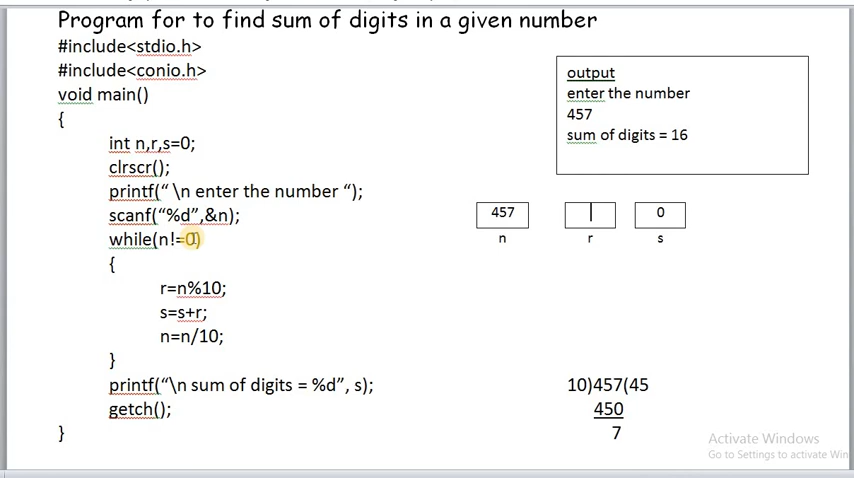 Program for to find sum of digits in a given number
#include<stdio.h>
#include<conio.h>
void main()
{
int n,r,s=0;
clrscr();
printf(“ \n enter the number “);
scanf(“%d”,&n);
while(n!=0)
{
r=n%10;
s=s+r;
n=n/10;
}
printf(“\n sum of digits = %d”, s);
getch();
}
output
enter the number
457
sum of digits = 16
457 0
n r s
10)457(45
450
7
Activate Windows
Go to Settings to activate Win